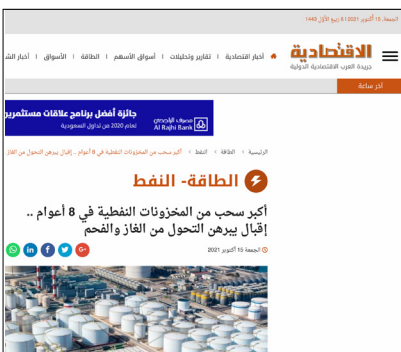 الجمعة, 15 أكتوبر 2021 | 8 ربيع الأول 1443
الاقتصادية
جريدة العرب الاقتصادية الدولية
أخبار اقتصادية | تقارير وتحليلات | أسواق الأسهم | الطاقة | الأسواق | أخبار الش
آخر ساعة
جائزة أفضل برنامج علاقات مستثمرين
لعام 2020 من تداول السعودية
مصرف الراجحي
Al Rajhi Bank
الرئيسية > الطاقة > النفط > أكبر سحب من المخزونات النفطية في 8 أعوام .. إقبال يبرهن التحول من الغاز
الطاقة- النفط
أكبر سحب من المخزونات النفطية في 8 أعوام ..
إقبال يبرهن التحول من الغاز والفحم
الجمعة 15 أكتوبر 2021